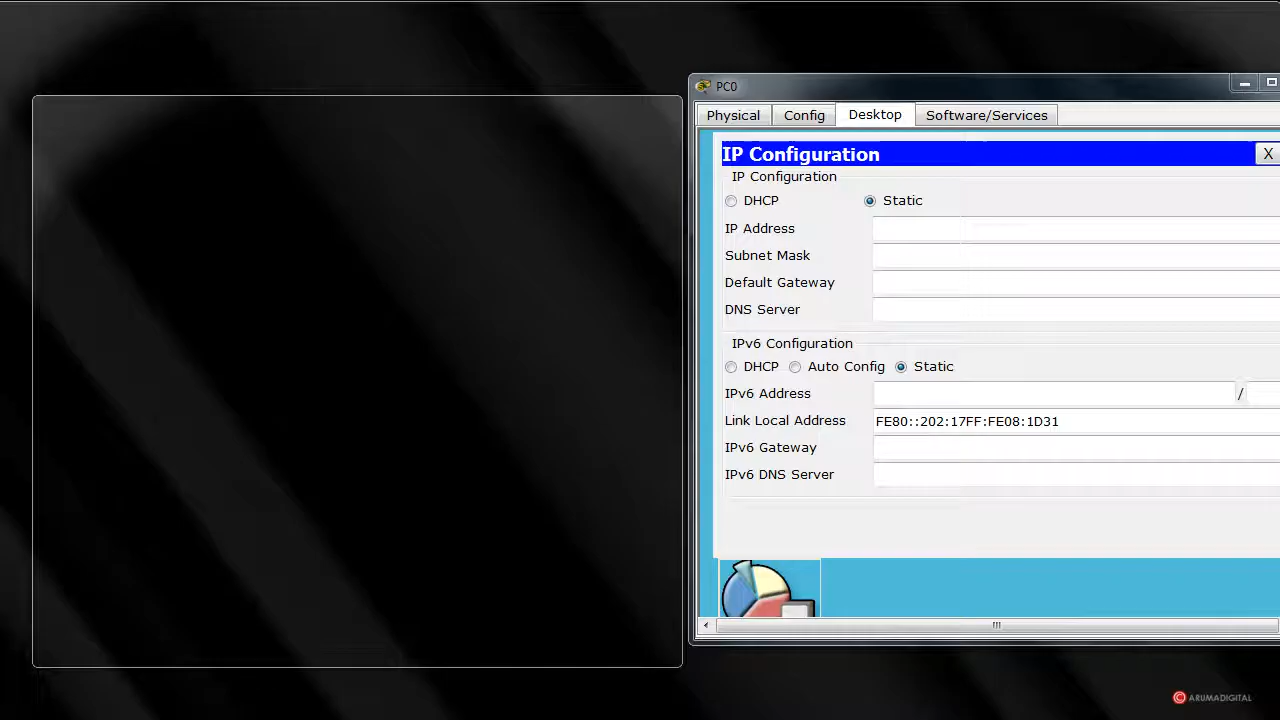 PC0
Physical Config Desktop Software/Services
IP Configuration X
IP Configuration
DHCP Static
IP Address
Subnet Mask
Default Gateway
DNS Server
IPv6 Configuration
DHCP Auto Config Static
IPv6 Address /
Link Local Address FE80::202:17FF:FE08:1D31
IPv6 Gateway
IPv6 DNS Server
© ARUMADIGITAL